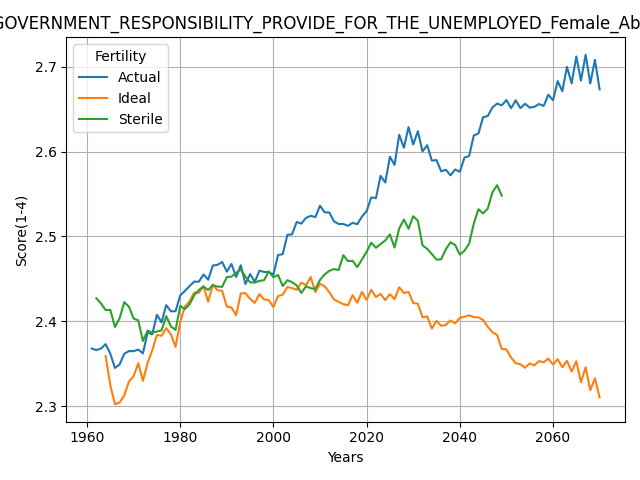 GOVERNMENT_RESPONSIBILITY_PROVIDE_FOR_THE_UNEMPLOYED_Female_Ab
Fertility
Actual
Ideal
Sterile
Score(1-4)
2.7
2.6
2.5
2.4
2.3
1960 1980 2000 2020 2040 2060
Years